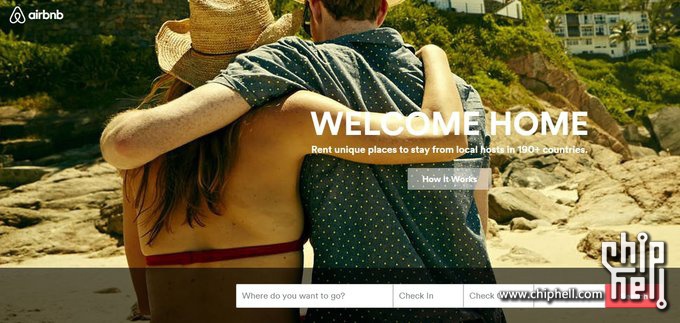 airbnb
WELCOME HOME
Rent unique places to stay from local hosts in 190+ countries.
How It Works
Where do you want to go?
Check In
Check
chip
hell
www.chiphell.com